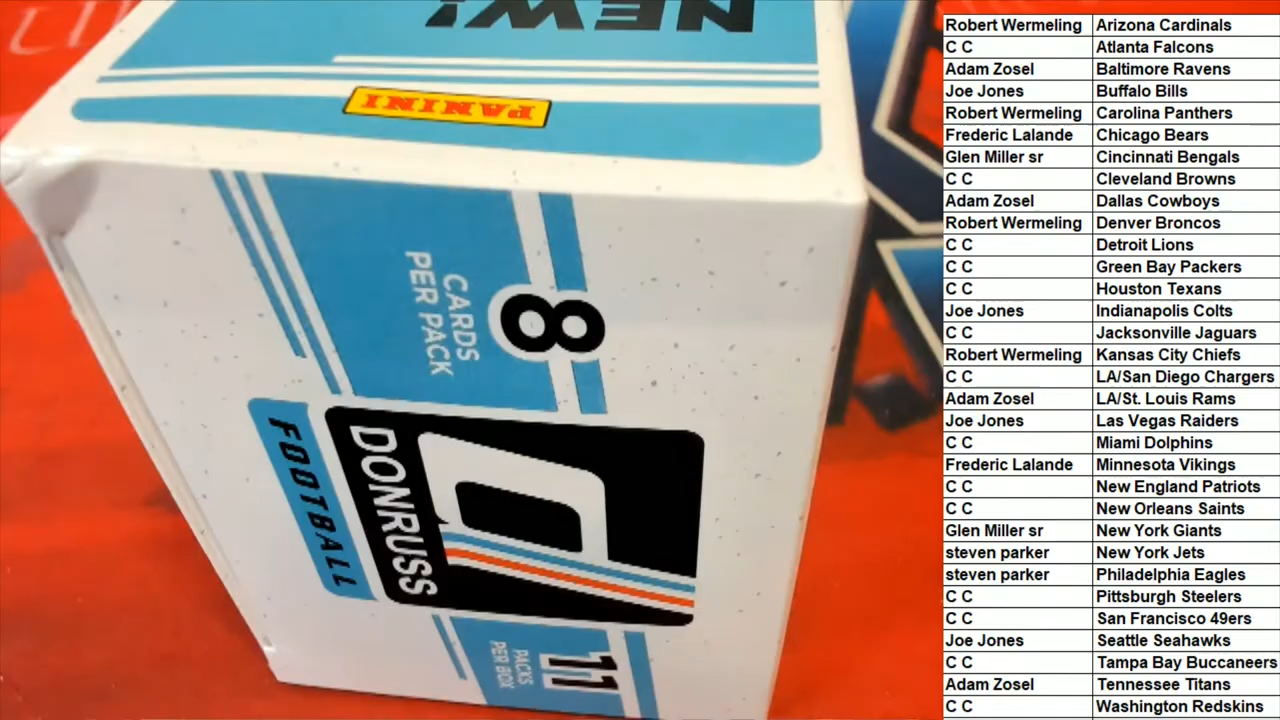 NEW!
PANINI
8
CARDS
PER PACK
DONRUSS
FOOTBALL
11
PACKS
PER BOX
Robert Wermeling Arizona Cardinals
C C Atlanta Falcons
Adam Zosel Baltimore Ravens
Joe Jones Buffalo Bills
Robert Wermeling Carolina Panthers
Frederic Lalande Chicago Bears
Glen Miller sr Cincinnati Bengals
C C Cleveland Browns
Adam Zosel Dallas Cowboys
Robert Wermeling Denver Broncos
C C Detroit Lions
C C Green Bay Packers
C C Houston Texans
Joe Jones Indianapolis Colts
C C Jacksonville Jaguars
Robert Wermeling Kansas City Chiefs
C C LA/San Diego Chargers
Adam Zosel LA/St. Louis Rams
Joe Jones Las Vegas Raiders
C C Miami Dolphins
Frederic Lalande Minnesota Vikings
C C New England Patriots
C C New Orleans Saints
Glen Miller sr New York Giants
steven parker New York Jets
steven parker Philadelphia Eagles
C C Pittsburgh Steelers
C C San Francisco 49ers
Joe Jones Seattle Seahawks
C C Tampa Bay Buccaneers
Adam Zosel Tennessee Titans
C C Washington Redskins